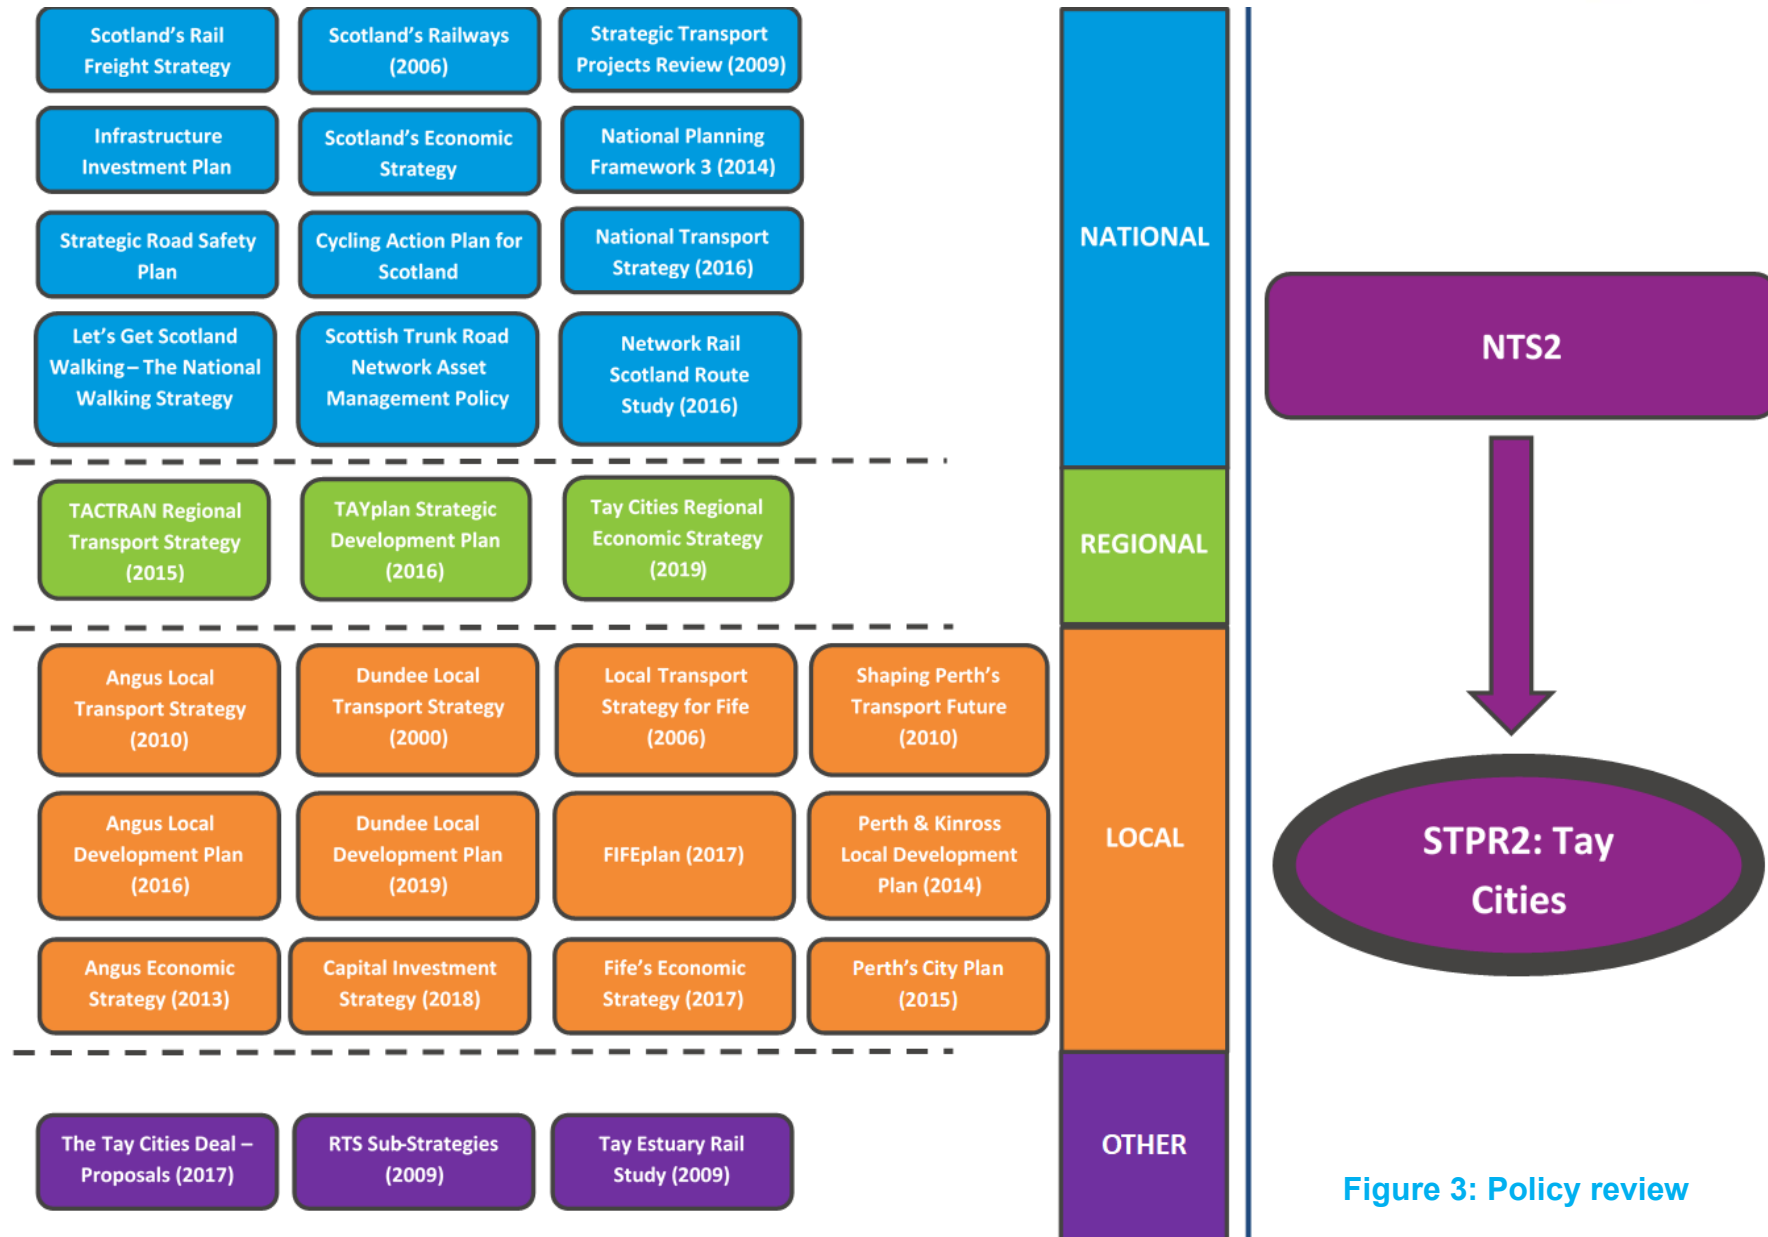 Scotland's Rail
Freight Strategy
Scotland's Railways
(2006)
Strategic Transport
Projects Review (2009)
Infrastructure
Investment Plan
Scotland's Economic
Strategy
National Planning
Framework 3 (2014)
Strategic Road Safety
Plan
Cycling Action Plan for
Scotland
National Transport
Strategy (2016)
Let's Get Scotland
Walking – The National
Walking Strategy
Scottish Trunk Road
Network Asset
Management Policy
Network Rail
Scotland Route
Study (2016)
NATIONAL
TACTRAN Regional
Transport Strategy
(2015)
TAYplan Strategic
Development Plan
(2016)
Tay Cities Regional
Economic Strategy
(2019)
REGIONAL
Angus Local
Transport Strategy
(2010)
Dundee Local
Transport Strategy
(2000)
Local Transport
Strategy for Fife
(2006)
Shaping Perth's
Transport Future
(2010)
Angus Local
Development Plan
(2016)
Dundee Local
Development Plan
(2019)
FIFEplan (2017)
Perth & Kinross
Local Development
Plan (2014)
Angus Economic
Strategy (2013)
Capital Investment
Strategy (2018)
Fife's Economic
Strategy (2017)
Perth's City Plan
(2015)
LOCAL
The Tay Cities Deal –
Proposals (2017)
RTS Sub-Strategies
(2009)
Tay Estuary Rail
Study (2009)
OTHER
NTS2
STPR2: Tay
Cities
Figure 3: Policy review